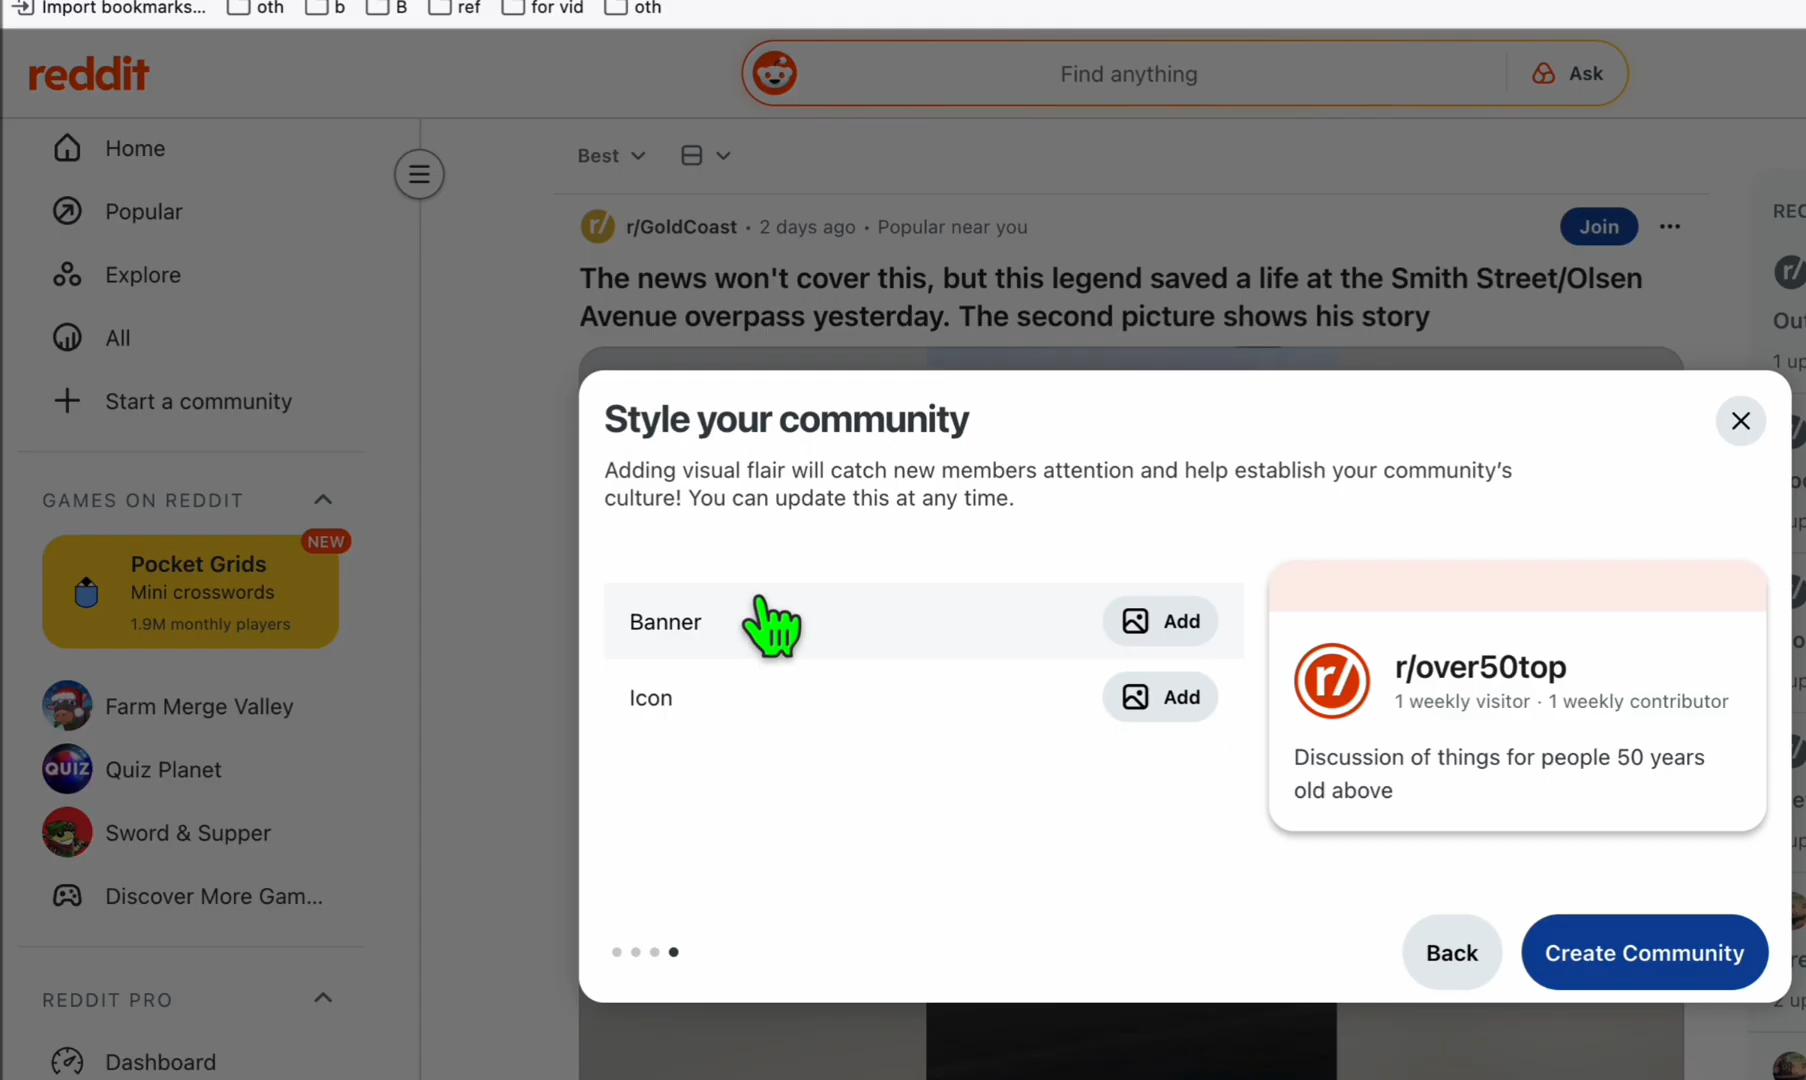 Import bookmarks... oth b B ref for vid oth
reddit
Find anything
Ask
Home
Popular
Explore
All
Start a community
GAMES ON REDDIT
NEW
Pocket Grids
Mini crosswords
1.9M monthly players
Farm Merge Valley
QUIZ
Quiz Planet
Sword & Supper
Discover More Gam...
REDDIT PRO
Dashboard
Best
r/ r/GoldCoast • 2 days ago • Popular near you
Join
The news won't cover this, but this legend saved a life at the Smith Street/Olsen
Avenue overpass yesterday. The second picture shows his story
Style your community
Adding visual flair will catch new members attention and help establish your community's
culture! You can update this at any time.
Banner
Add
Icon
Add
r/
r/over50top
1 weekly visitor · 1 weekly contributor
Discussion of things for people 50 years
old above
Back
Create Community